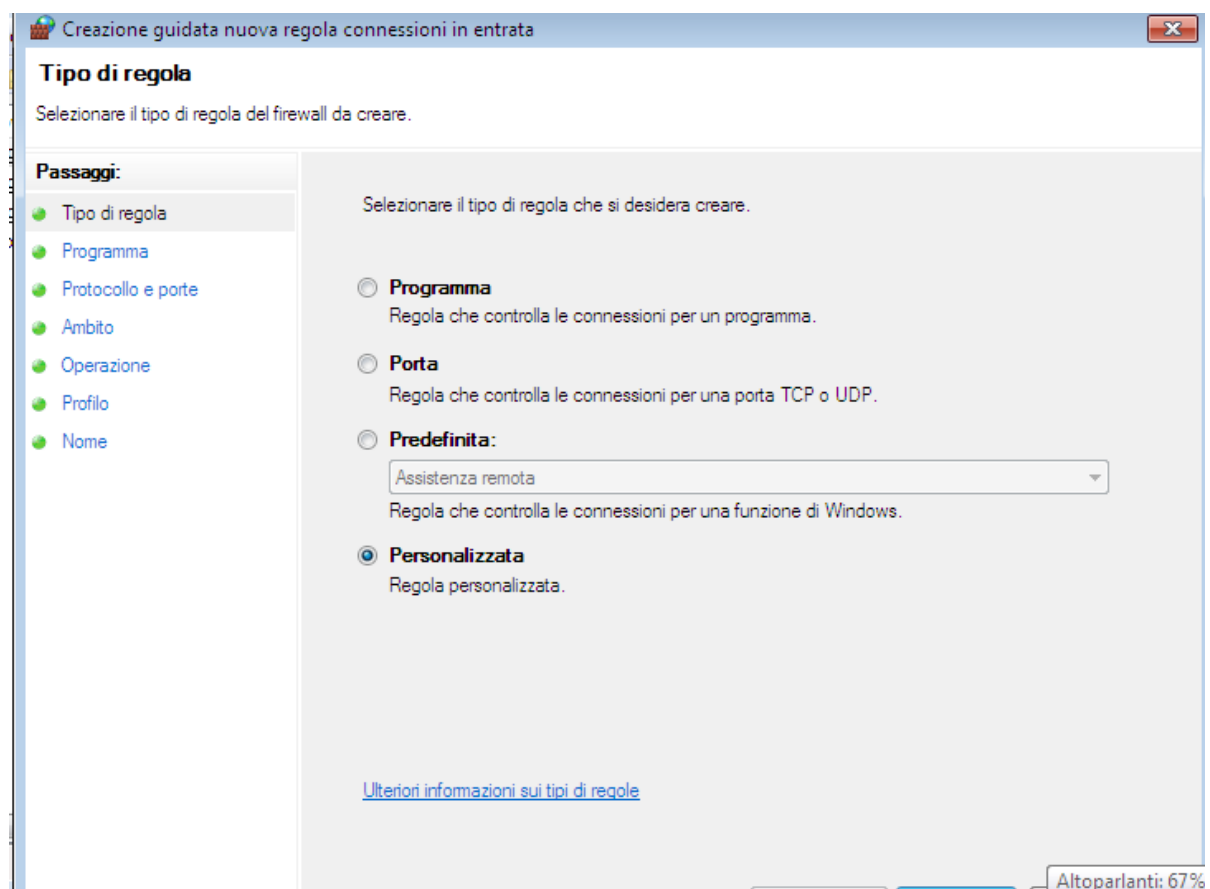 Creazione guidata nuova regola connessioni in entrata
Tipo di regola
Selezionare il tipo di regola del firewall da creare.
Passaggi:
Tipo di regola
Programma
Protocollo e porte
Ambito
Operazione
Profilo
Nome
Selezionare il tipo di regola che si desidera creare.
Programma
Regola che controlla le connessioni per un programma.
Porta
Regola che controlla le connessioni per una porta TCP o UDP.
Predefinita:
Assistenza remota
Regola che controlla le connessioni per una funzione di Windows.
Personalizzata
Regola personalizzata.
Ulteriori informazioni sui tipi di regole
Altoparlanti: 67%